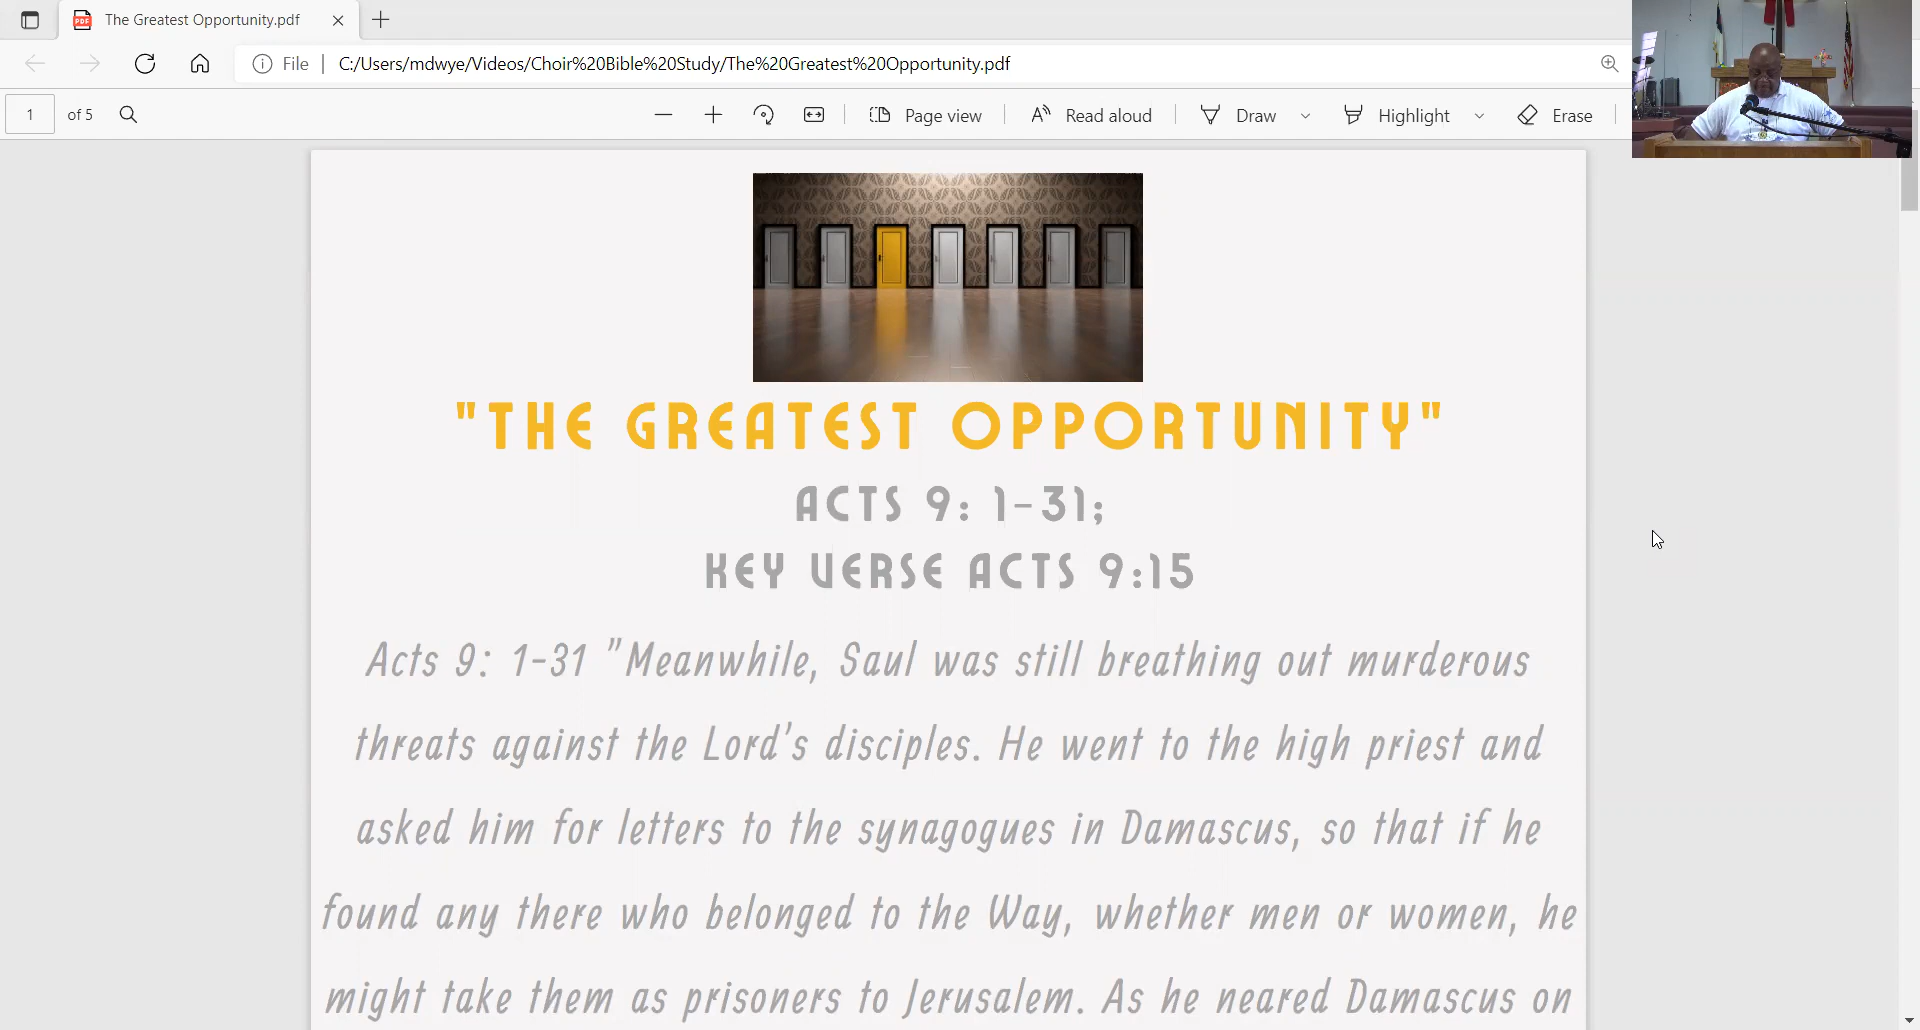 The Greatest Opportunity.pdf
File
C:/Users/mdwye/Videos/Choir%20Bible%20Study/The%20Greatest%20Opportunity.pdf
1 of 5
Page view
Read aloud
Draw
Highlight
Erase
"THE GREATEST OPPORTUNITY"
ACTS 9: 1-31;
KEY VERSE ACTS 9:15
Acts 9: 1-31 "Meanwhile, Saul was still breathing out murderous
threats against the Lord's disciples. He went to the high priest and
asked him for letters to the synagogues in Damascus, so that if he
found any there who belonged to the Way, whether men or women, he
might take them as prisoners to Jerusalem. As he neared Damascus on